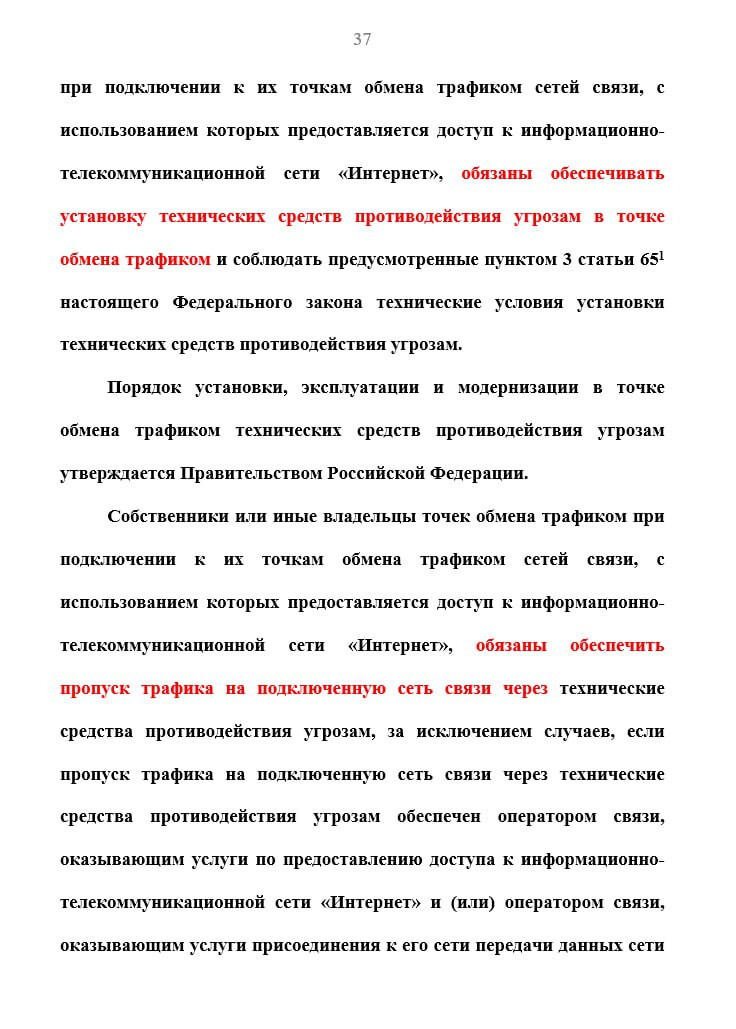 37
при подключении к их точкам обмена трафиком сетей связи, с
использованием которых предоставляется доступ к информационно-
телекоммуникационной сети «Интернет», обязаны обеспечивать
установку технических средств противодействия угрозам в точке
обмена трафиком и соблюдать предусмотренные пунктом 3 статьи 65¹
настоящего Федерального закона технические условия установки
технических средств противодействия угрозам.
Порядок установки, эксплуатации и модернизации в точке
обмена трафиком технических средств противодействия угрозам
утверждается Правительством Российской Федерации.
Собственники или иные владельцы точек обмена трафиком при
подключении к их точкам обмена трафиком сетей связи, с
использованием которых предоставляется доступ к информационно-
телекоммуникационной сети «Интернет», обязаны обеспечить
пропуск трафика на подключенную сеть связи через технические
средства противодействия угрозам, за исключением случаев, если
пропуск трафика на подключенную сеть связи через технические
средства противодействия угрозам обеспечен оператором связи,
оказывающим услуги по предоставлению доступа к информационно-
телекоммуникационной сети «Интернет» и (или) оператором связи,
оказывающим услуги присоединения к его сети передачи данных сети